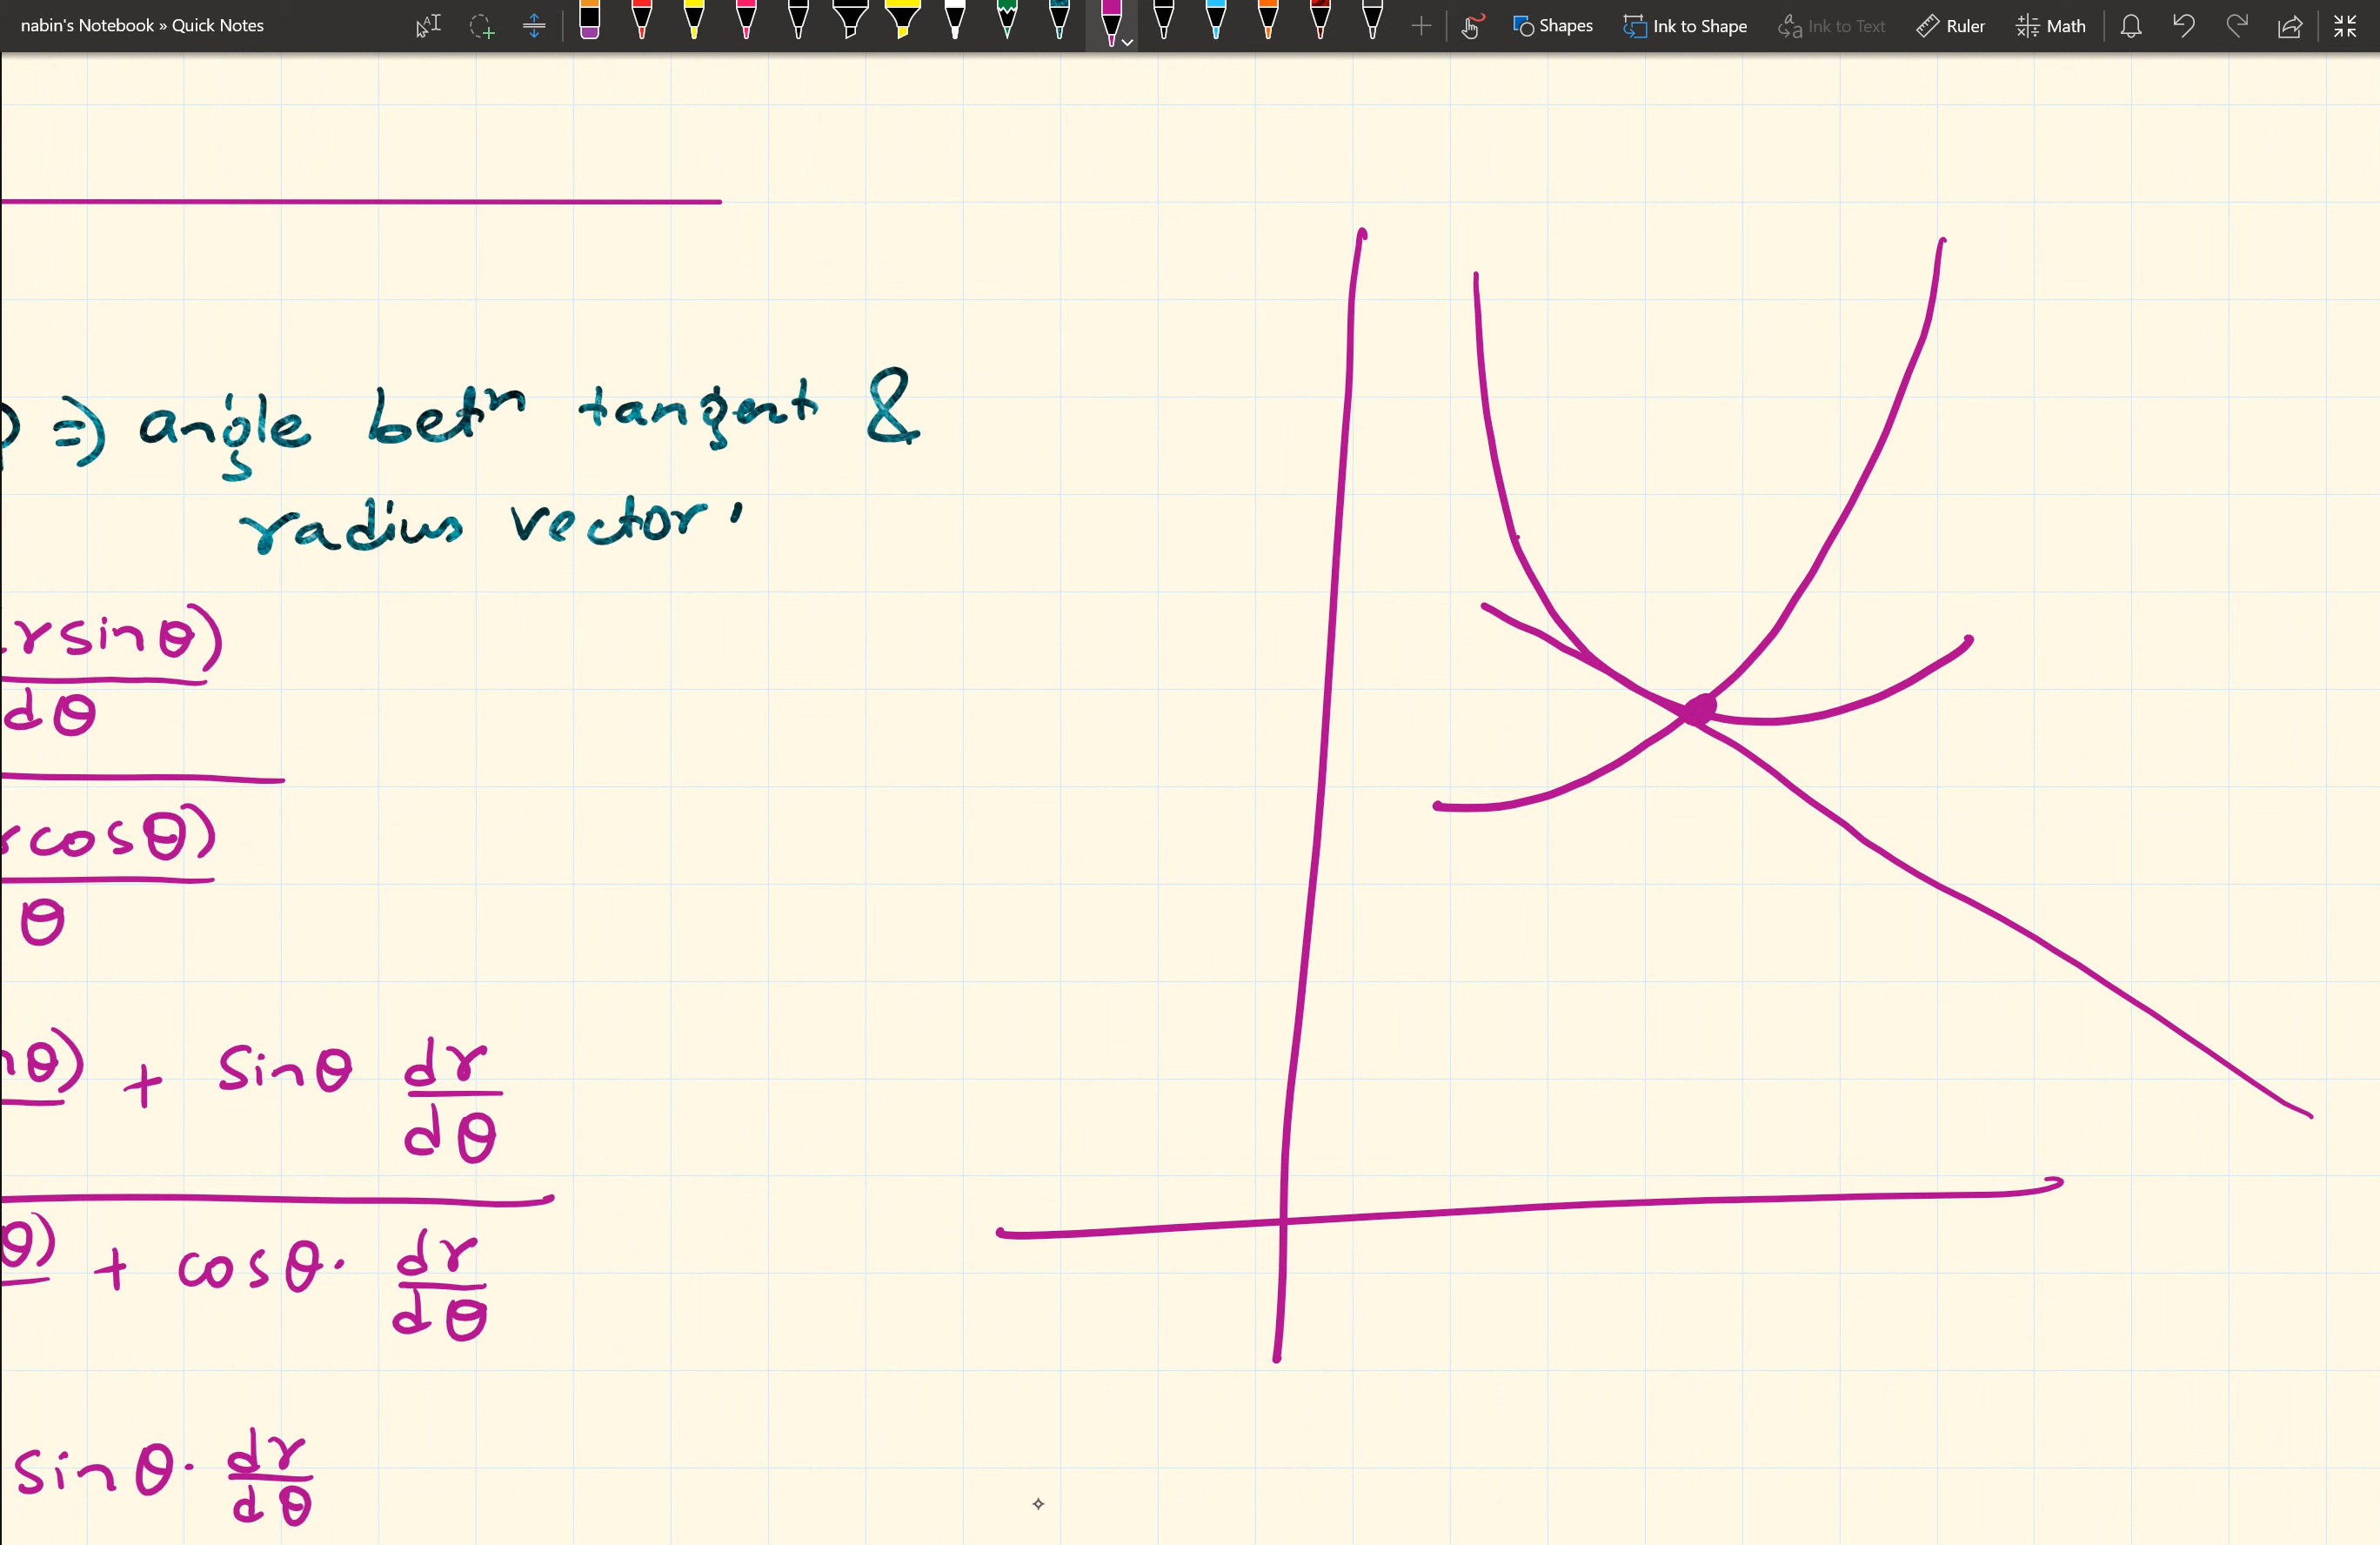 nabin's Notebook » Quick Notes
Shapes
Ink to Shape
Ink to Text
Ruler
Math
⇒ angle betⁿ tangent &
radius vector.
rsinθ)
dθ
rcosθ)
θ
θ) + sinθ dr
dθ
θ) + cosθ. dr
dθ
sinθ. dr
dθ